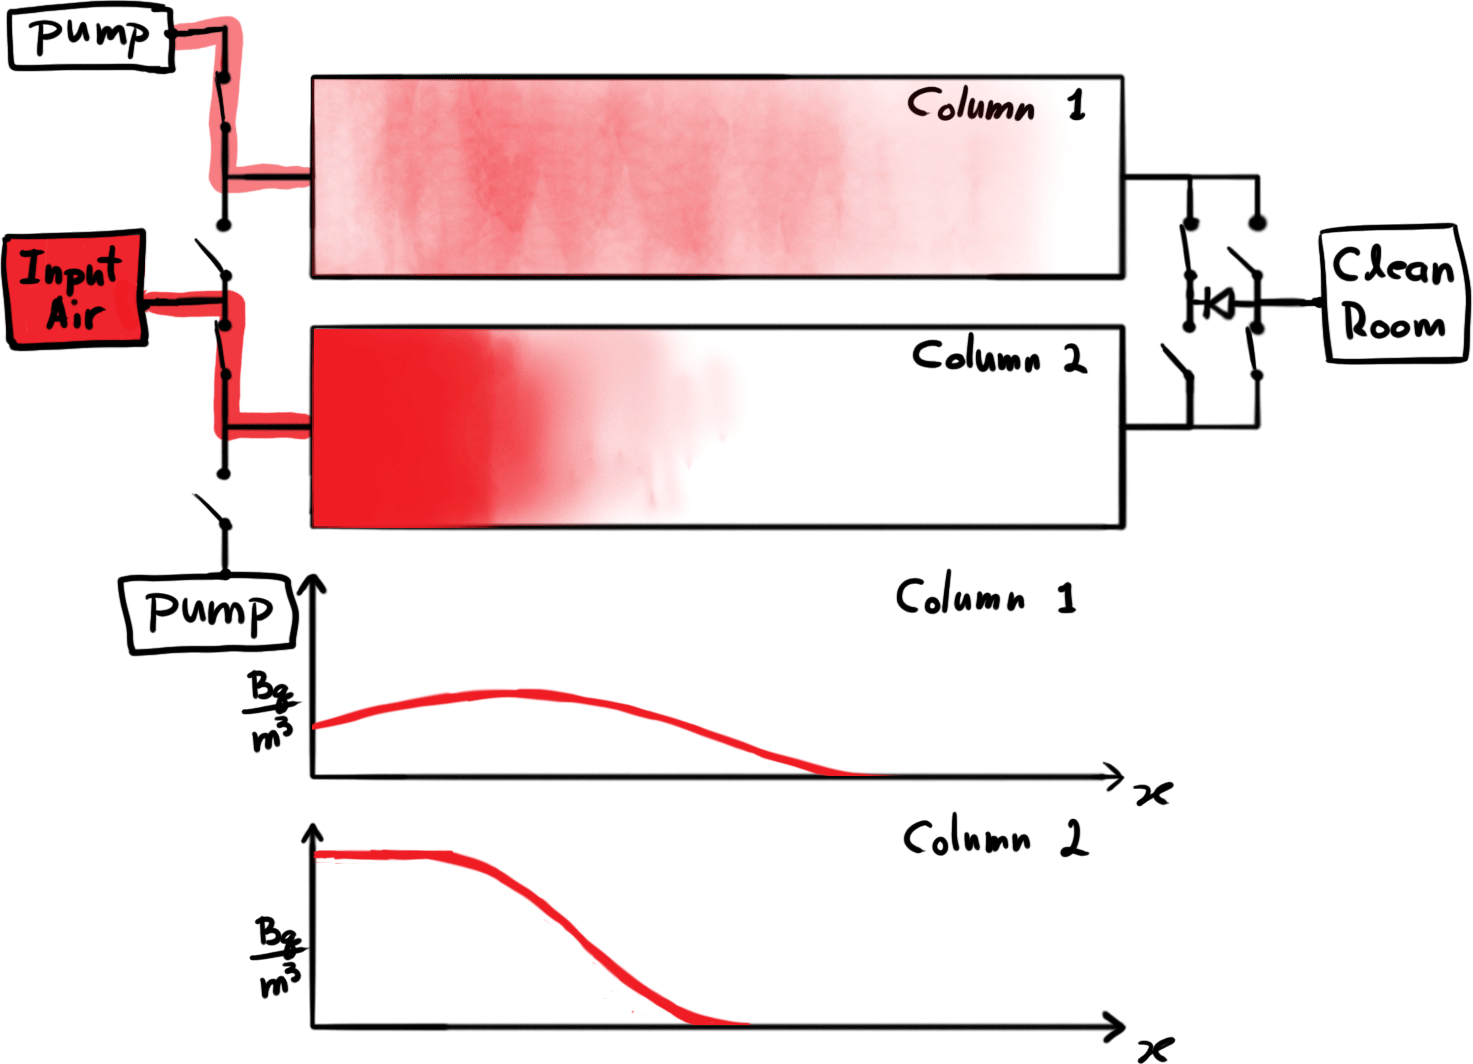 Pump
Column 1
Input
Air
Clean
Room
Column 2
Pump
Column 1
Bq
m³
x
Column 2
Bq
m³
x